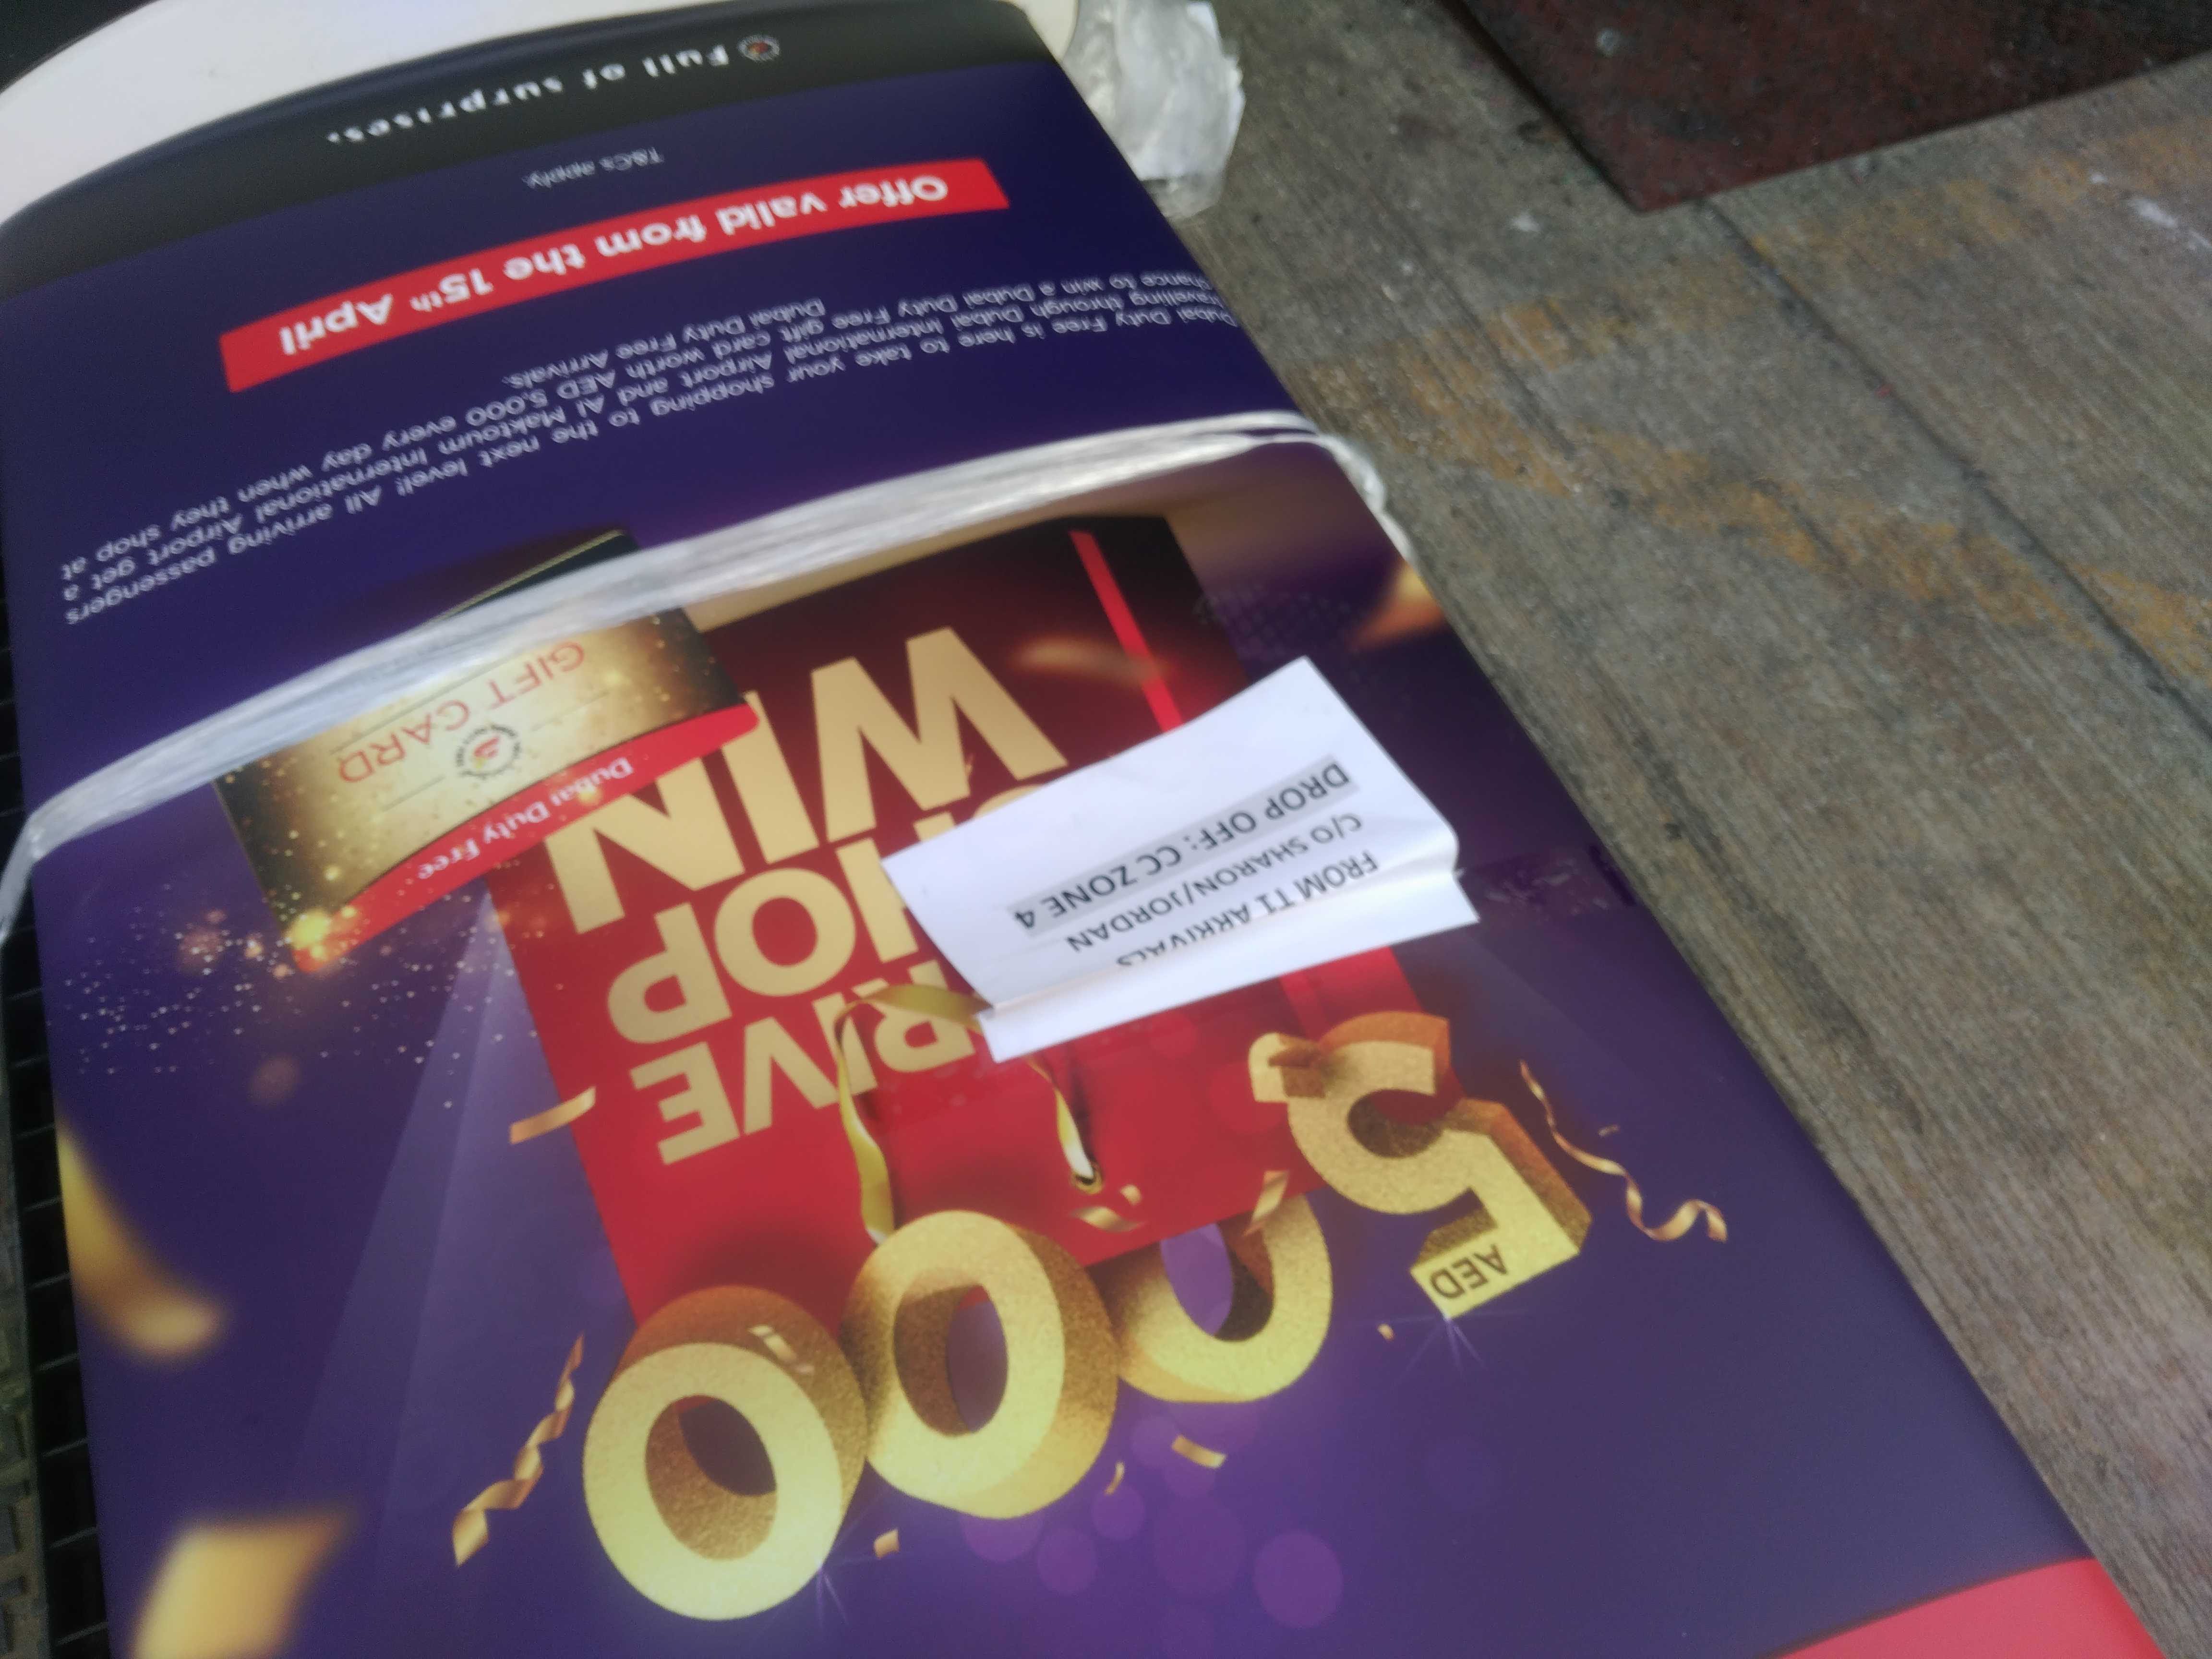 AED
5000
RIVE
HOP
WIN
FROM T1 ARRIVALS
C/O SHARON/JORDAN
DROP OFF: CC ZONE 4
Dubai Duty Free
GIFT CARD
Dubai Duty Free is here to take your shopping to the next level! All arriving passengers
travelling through Dubai International Airport and Al Maktoum International Airport get a
chance to win a Dubai Duty Free gift card worth AED 5,000 every day when they shop at
Dubai Duty Free Arrivals.
Offer valid from the 15th April
T&Cs apply.
Full of surprises.